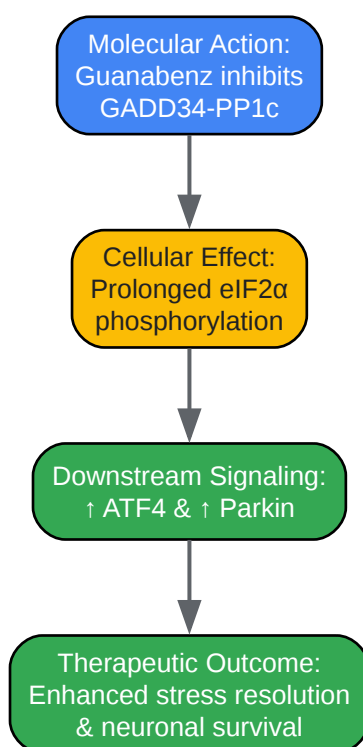 Molecular Action:
Guanabenz inhibits
GADD34-PP1c
Cellular Effect:
Prolonged eIF2α
phosphorylation
Downstream Signaling:
↑ ATF4 & ↑ Parkin
Therapeutic Outcome:
Enhanced stress resolution
& neuronal survival